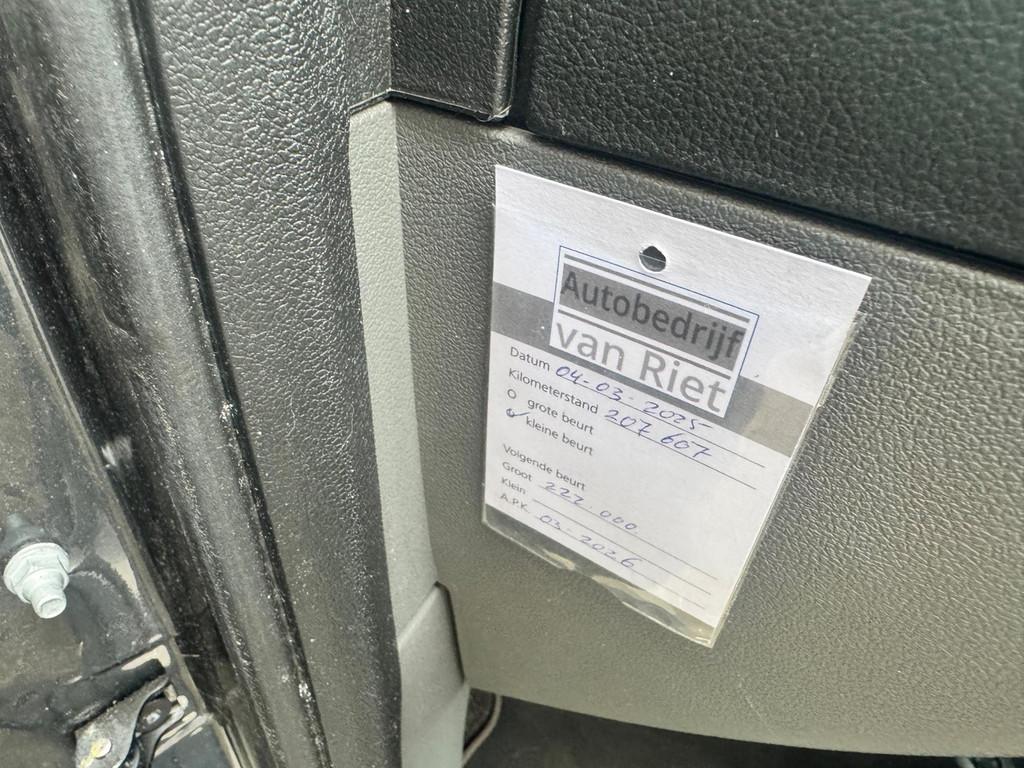 Autobedrijf
van Riet
Datum 04-03-2025
Kilometerstand 207 607
O grote beurt
✓ kleine beurt
Volgende beurt
Groot 222.000
Klein
A.P.K. 03-2026